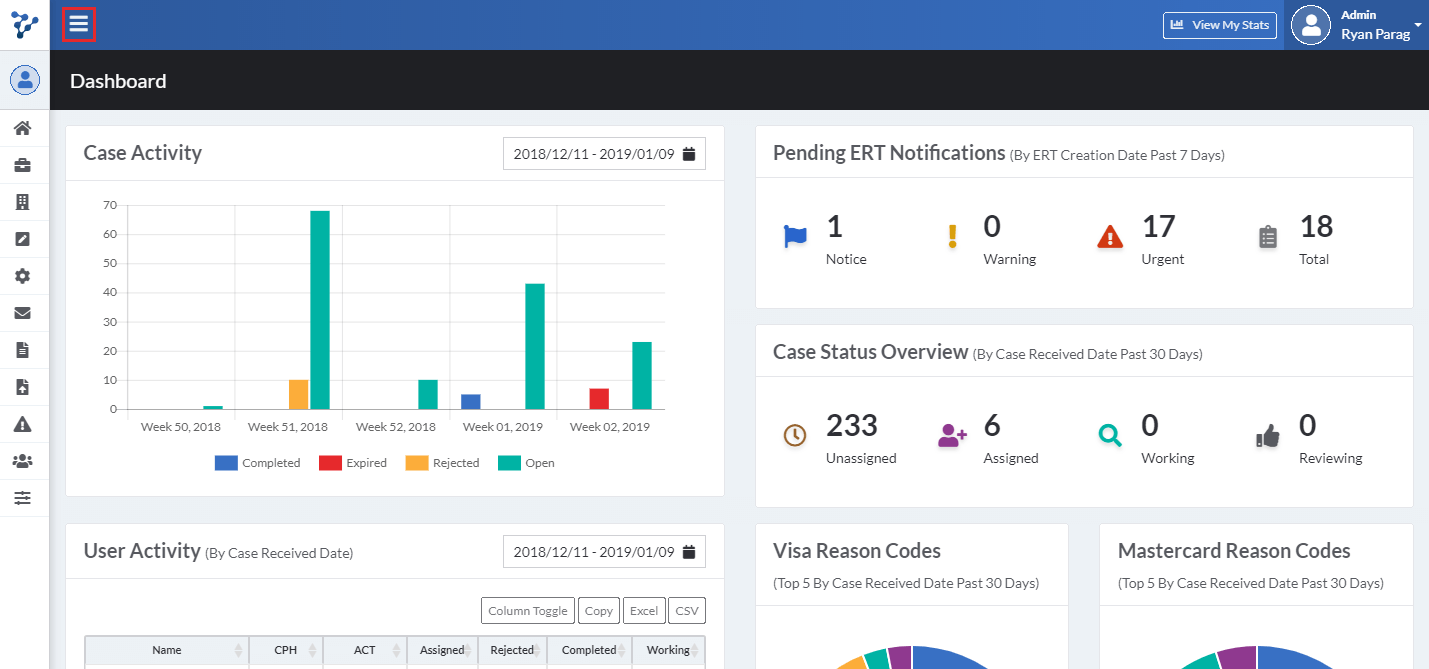 View My Stats
Admin
Ryan Parag
Dashboard
Case Activity
2018/12/11 - 2019/01/09
70
60
50
40
30
20
10
0
Week 50, 2018 Week 51, 2018 Week 52, 2018 Week 01, 2019 Week 02, 2019
Completed Expired Rejected Open
Pending ERT Notifications (By ERT Creation Date Past 7 Days)
1 0 17 18
Notice Warning Urgent Total
Case Status Overview (By Case Received Date Past 30 Days)
233 6 0 0
Unassigned Assigned Working Reviewing
User Activity (By Case Received Date)
2018/12/11 - 2019/01/09
Column Toggle Copy Excel CSV
Name CPH ACT Assigned Rejected Completed Working
Visa Reason Codes
(Top 5 By Case Received Date Past 30 Days)
Mastercard Reason Codes
(Top 5 By Case Received Date Past 30 Days)